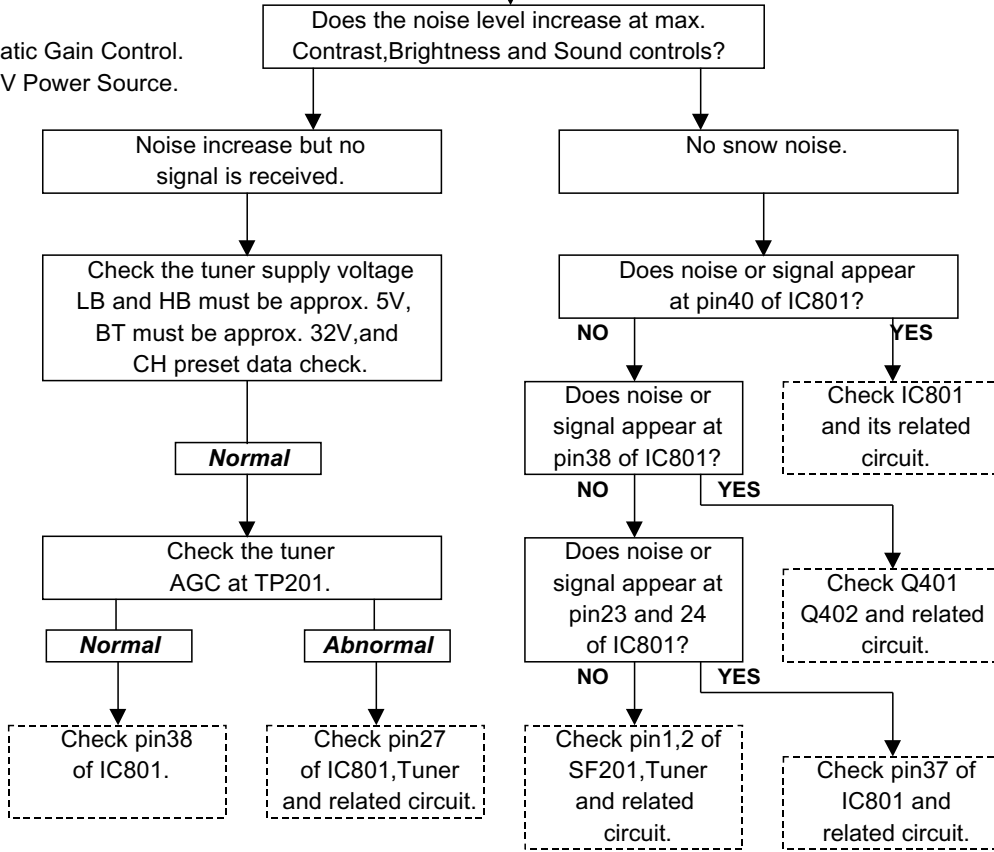 Does the noise level increase at max.
Contrast,Brightness and Sound controls?
atic Gain Control.
V Power Source.
Noise increase but no
signal is received.
No snow noise.
Check the tuner supply voltage
LB and HB must be approx. 5V,
BT must be approx. 32V,and
CH preset data check.
Does noise or signal appear
at pin40 of IC801?
NO
YES
Normal
Does noise or
signal appear at
pin38 of IC801?
Check IC801
and its related
circuit.
NO
YES
Check the tuner
AGC at TP201.
Does noise or
signal appear at
pin23 and 24
of IC801?
Check Q401
Q402 and related
circuit.
Normal
Abnormal
NO
YES
Check pin38
of IC801.
Check pin27
of IC801,Tuner
and related circuit.
Check pin1,2 of
SF201,Tuner
and related
circuit.
Check pin37 of
IC801 and
related circuit.